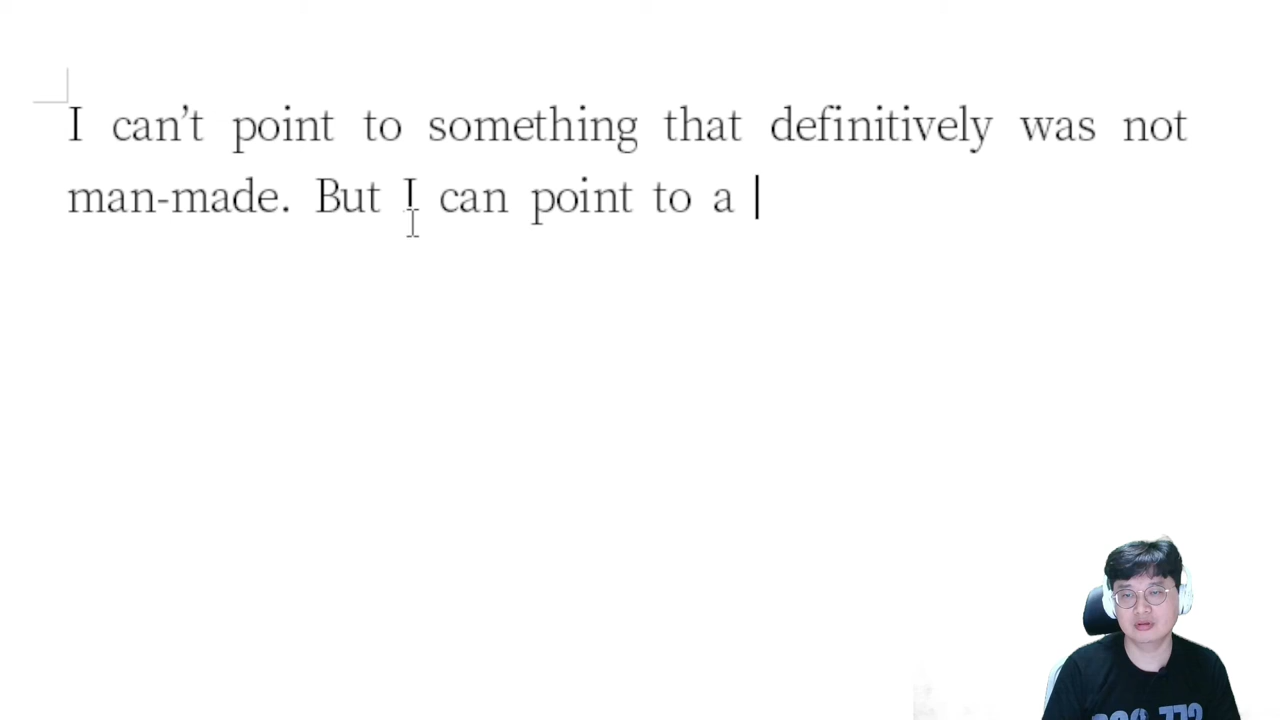 I can’t point to something that definitively was not
man-made. But I can point to a